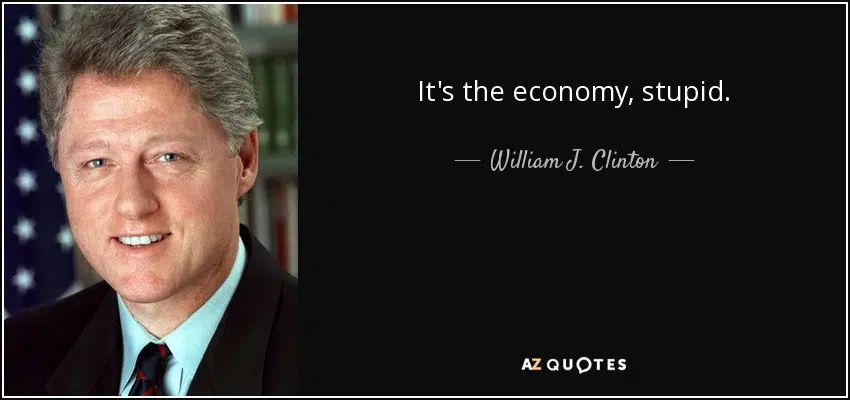 It's the economy, stupid.
— William J. Clinton —
AZ QUOTES